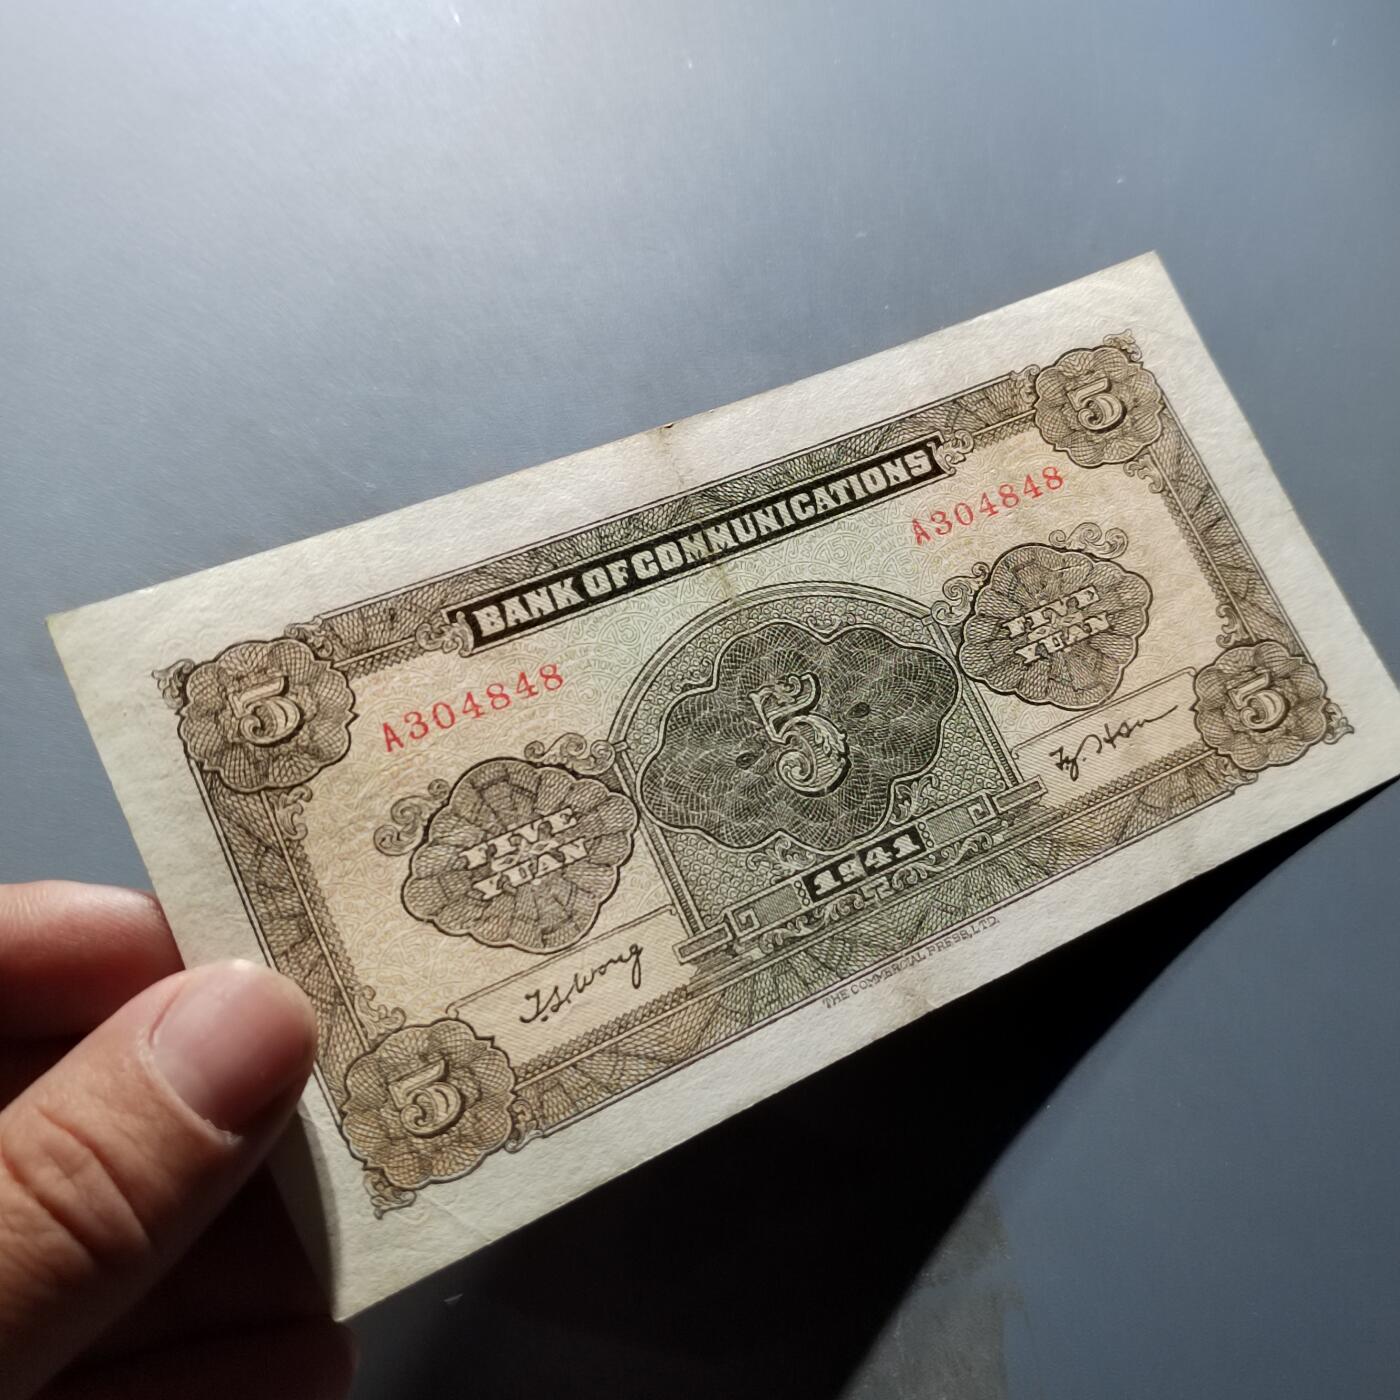 BANK OF COMMUNICATIONS
5
5
A304848
A304848
5
FIVE
YUAN
FIVE
YUAN
1941
T.S.Wong
5
5
THE COMMERCIAL PRESS, LTD.